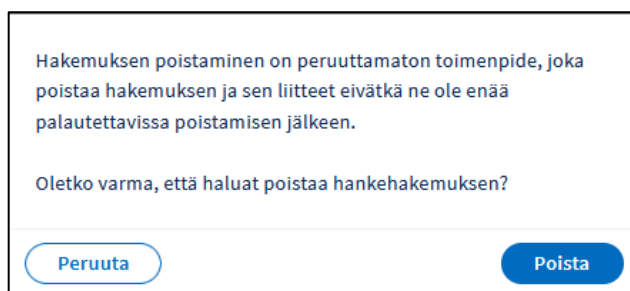 Hakemuksen poistaminen on peruuttamaton toimenpide, joka
poistaa hakemuksen ja sen liitteet eivätkä ne ole enää
palautettavissa poistamisen jälkeen.
Oletko varma, että haluat poistaa hankehakemuksen?
Peruuta
Poista